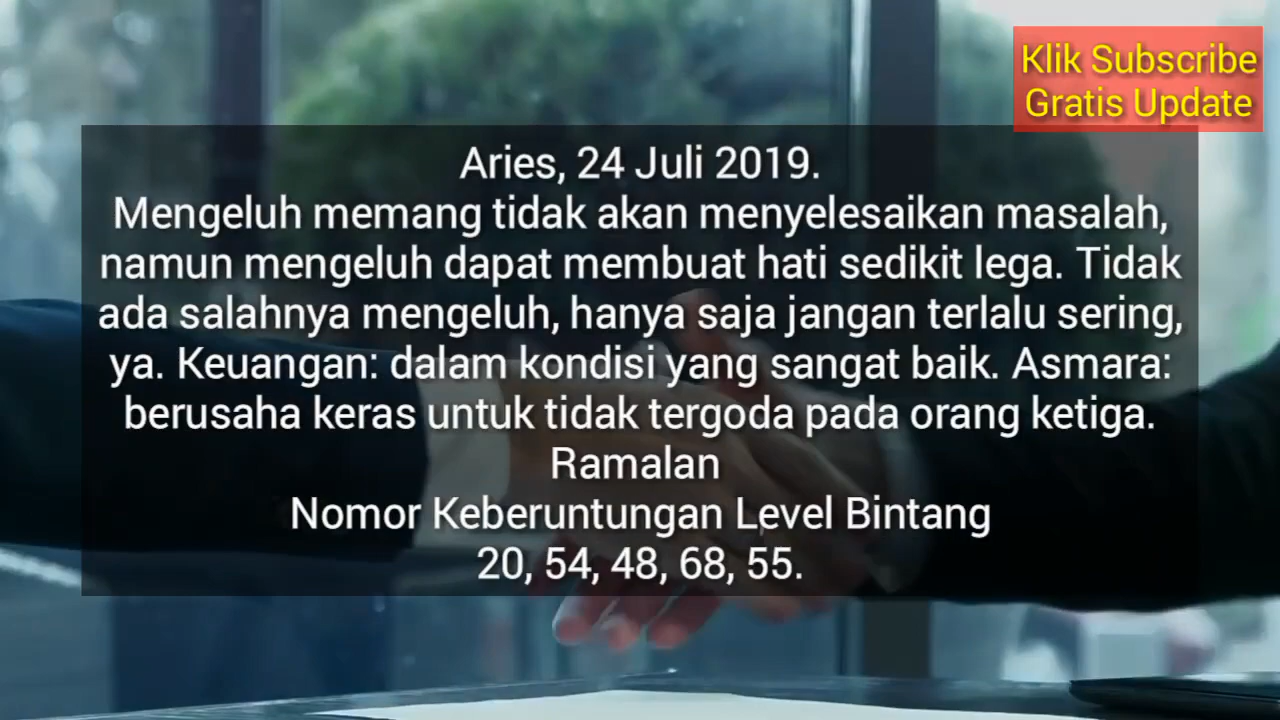 Klik Subscribe
Gratis Update
Aries, 24 Juli 2019.
Mengeluh memang tidak akan menyelesaikan masalah,
namun mengeluh dapat membuat hati sedikit lega. Tidak
ada salahnya mengeluh, hanya saja jangan terlalu sering,
ya. Keuangan: dalam kondisi yang sangat baik. Asmara:
berusaha keras untuk tidak tergoda pada orang ketiga.
Ramalan
Nomor Keberuntungan Level Bintang
20, 54, 48, 68, 55.